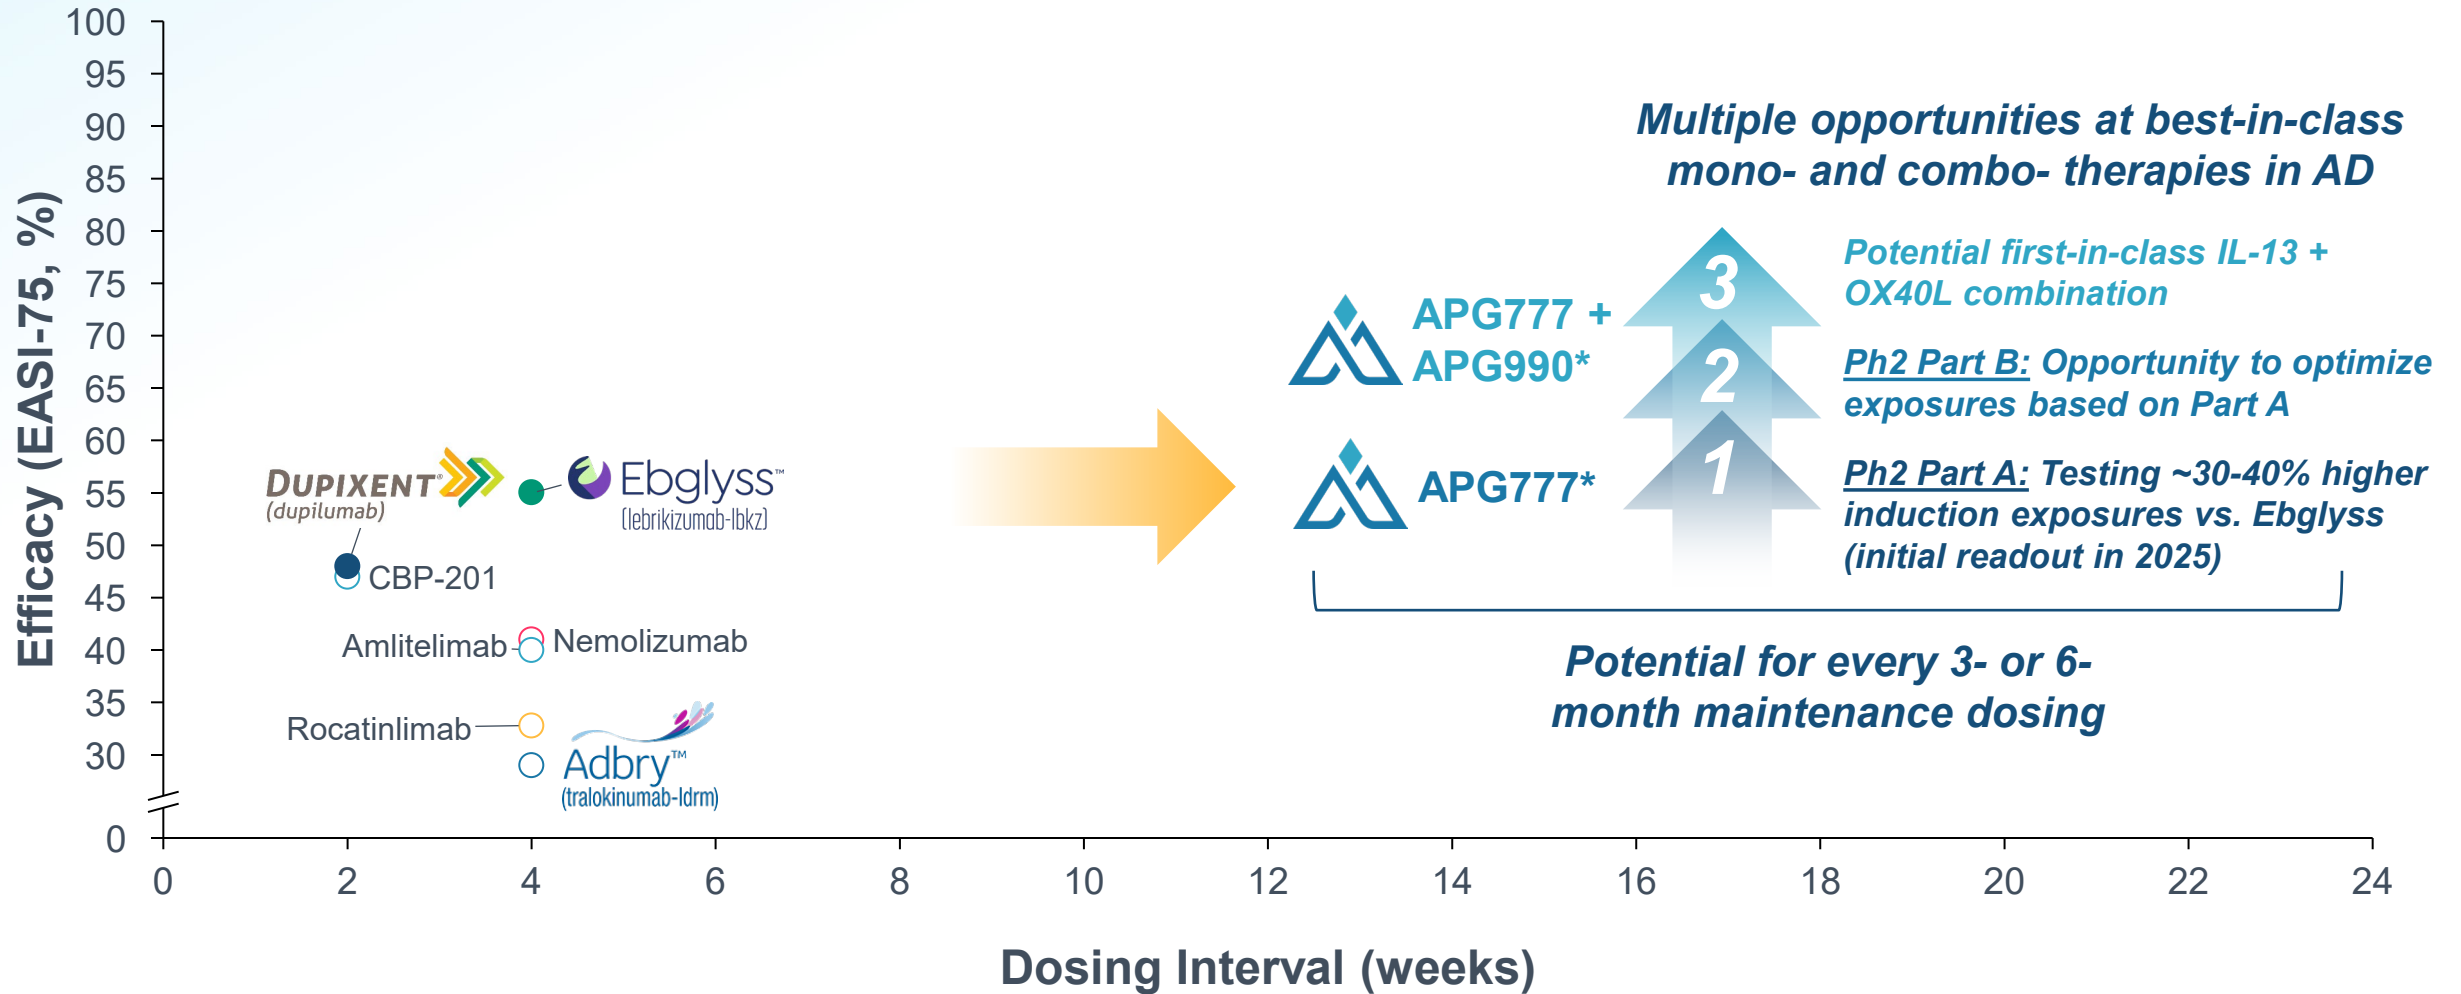 Efficacy (EASI-75, %)
100
95
90
85
80
75
70
65
60
55
50
45
40
35
30
0
0
2
4
6
8
10
12
14
16
18
20
22
24
Dosing Interval (weeks)
DUPIXENT®
(dupilumab)
CBP-201
Ebglyss™
(lebrikizumab-lbkz)
Amlitelimab
Nemolizumab
Rocatinlimab
Adbry™
(tralokinumab-ldrm)
Multiple opportunities at best-in-class
mono- and combo- therapies in AD
APG777 +
APG990*
APG777*
3
2
1
Potential first-in-class IL-13 +
OX40L combination
Ph2 Part B: Opportunity to optimize
exposures based on Part A
Ph2 Part A: Testing ~30-40% higher
induction exposures vs. Ebglyss
(initial readout in 2025)
Potential for every 3- or 6-
month maintenance dosing